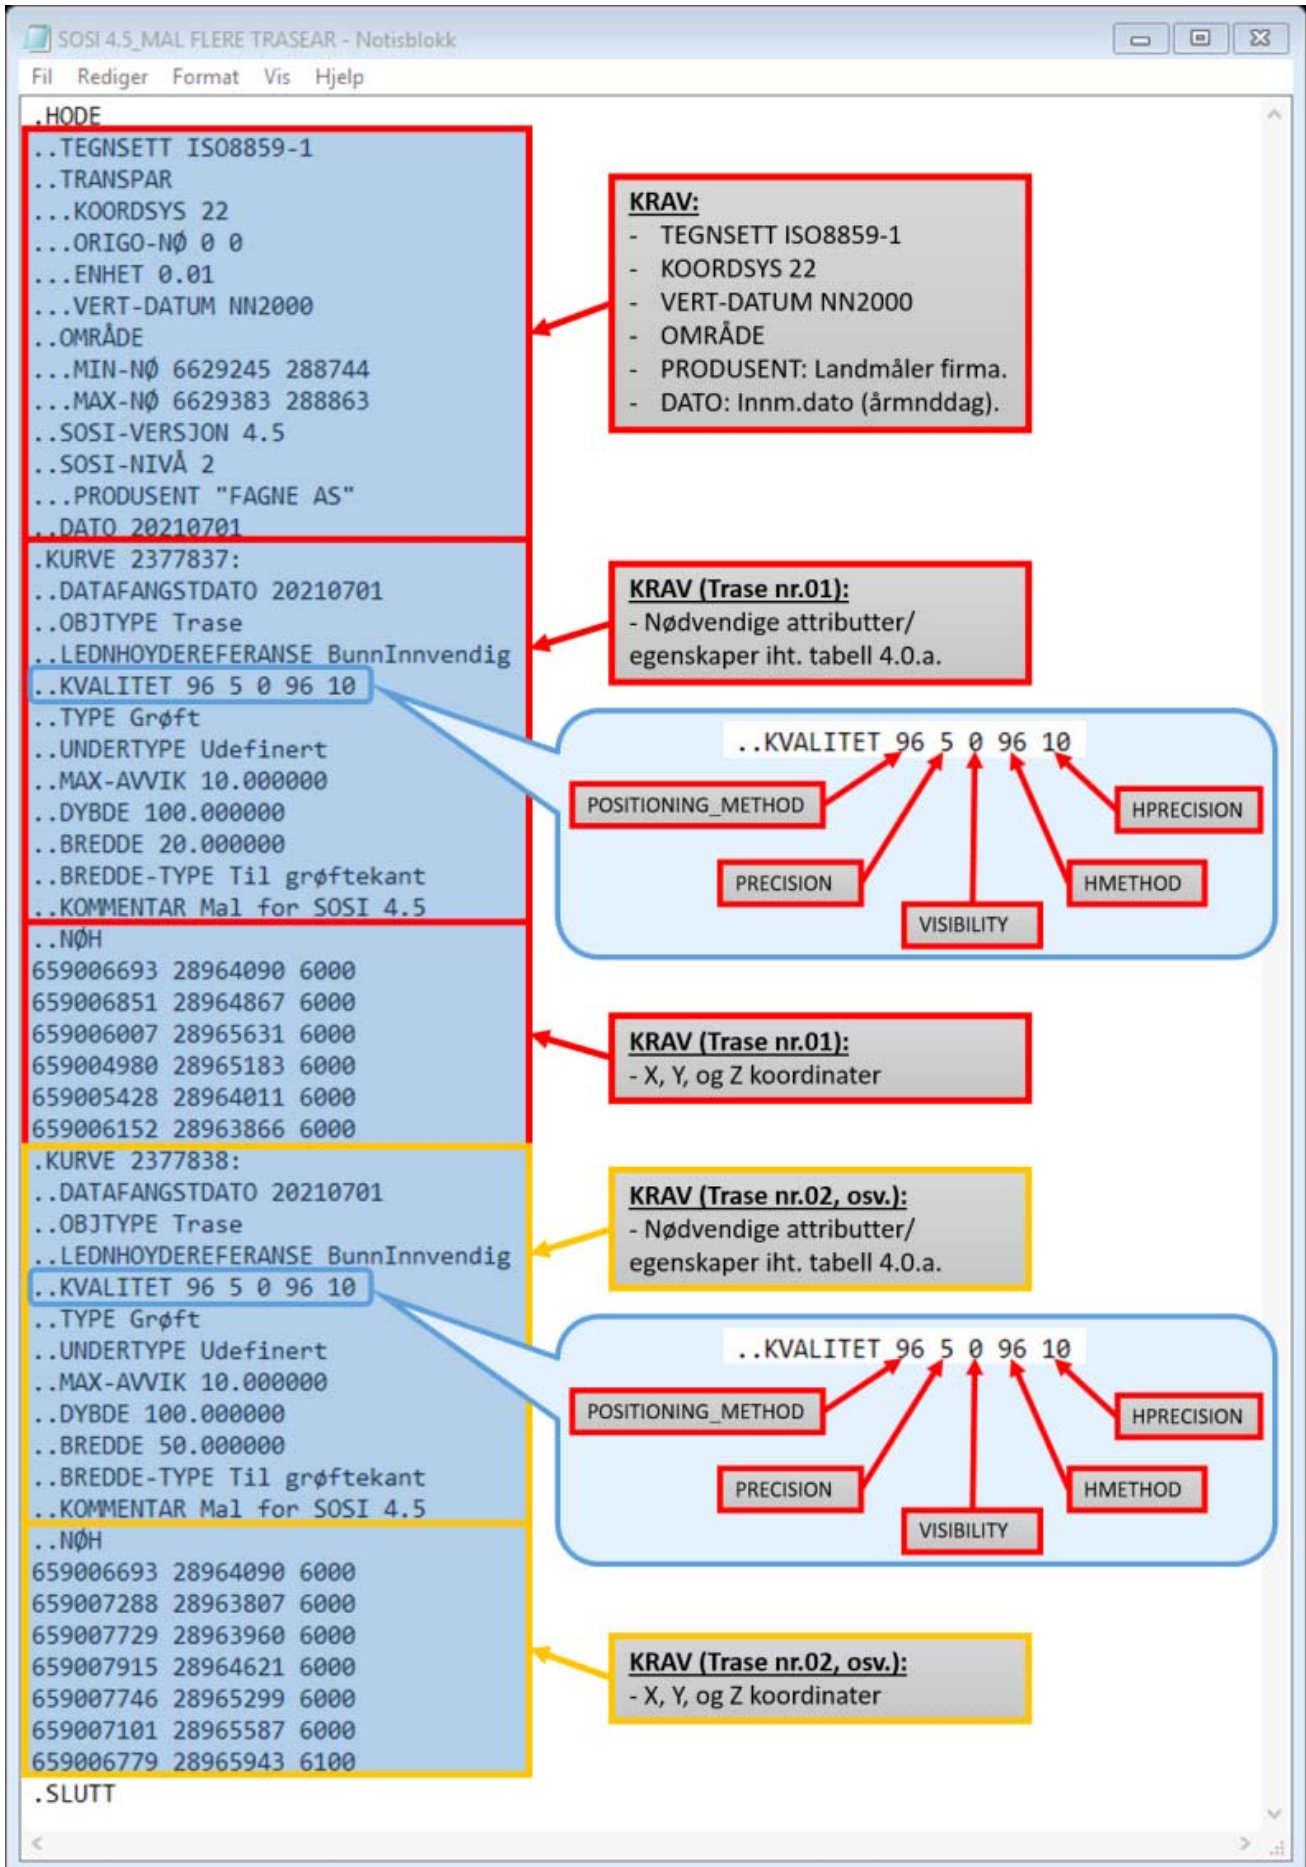 SOSI 4.5_MAL FLERE TRASEAR - Notisblokk
Fil Rediger Format Vis Hjelp
.HODE
..TEGNSETT ISO8859-1
..TRANSPAR
...KOORDSYS 22
...ORIGO-NØ 0 0
...ENHET 0.01
...VERT-DATUM NN2000
..OMRÅDE
...MIN-NØ 6629245 288744
...MAX-NØ 6629383 288863
..SOSI-VERSJON 4.5
..SOSI-NIVÅ 2
...PRODUSENT "FAGNE AS"
..DATO 20210701
KRAV:
- TEGNSETT ISO8859-1
- KOORDSYS 22
- VERT-DATUM NN2000
- OMRÅDE
- PRODUSENT: Landmåler firma.
- DATO: Innm.dato (årmnddag).
.KURVE 2377837:
..DATAFANGSTDATO 20210701
..OBJTYPE Trase
..LEDNHOYDEREFERANSE BunnInnvendig
..KVALITET 96 5 0 96 10
..TYPE Grøft
..UNDERTYPE Udefinert
..MAX-AVVIK 10.000000
..DYBDE 100.000000
..BREDDE 20.000000
..BREDDE-TYPE Til grøftekant
..KOMMENTAR Mal for SOSI 4.5
KRAV (Trase nr.01):
- Nødvendige attributter/
egenskaper iht. tabell 4.0.a.
..KVALITET 96 5 0 96 10
POSITIONING_METHOD
HPRECISION
PRECISION
HMETHOD
VISIBILITY
..NØH
659006693 28964090 6000
659006851 28964867 6000
659006007 28965631 6000
659004980 28965183 6000
659005428 28964011 6000
659006152 28963866 6000
KRAV (Trase nr.01):
- X, Y, og Z koordinater
.KURVE 2377838:
..DATAFANGSTDATO 20210701
..OBJTYPE Trase
..LEDNHOYDEREFERANSE BunnInnvendig
..KVALITET 96 5 0 96 10
..TYPE Grøft
..UNDERTYPE Udefinert
..MAX-AVVIK 10.000000
..DYBDE 100.000000
..BREDDE 50.000000
..BREDDE-TYPE Til grøftekant
..KOMMENTAR Mal for SOSI 4.5
KRAV (Trase nr.02, osv.):
- Nødvendige attributter/
egenskaper iht. tabell 4.0.a.
..KVALITET 96 5 0 96 10
POSITIONING_METHOD
HPRECISION
PRECISION
HMETHOD
VISIBILITY
..NØH
659006693 28964090 6000
659007288 28963807 6000
659007729 28963960 6000
659007915 28964621 6000
659007746 28965299 6000
659007101 28965587 6000
659006779 28965943 6100
KRAV (Trase nr.02, osv.):
- X, Y, og Z koordinater
.SLUTT